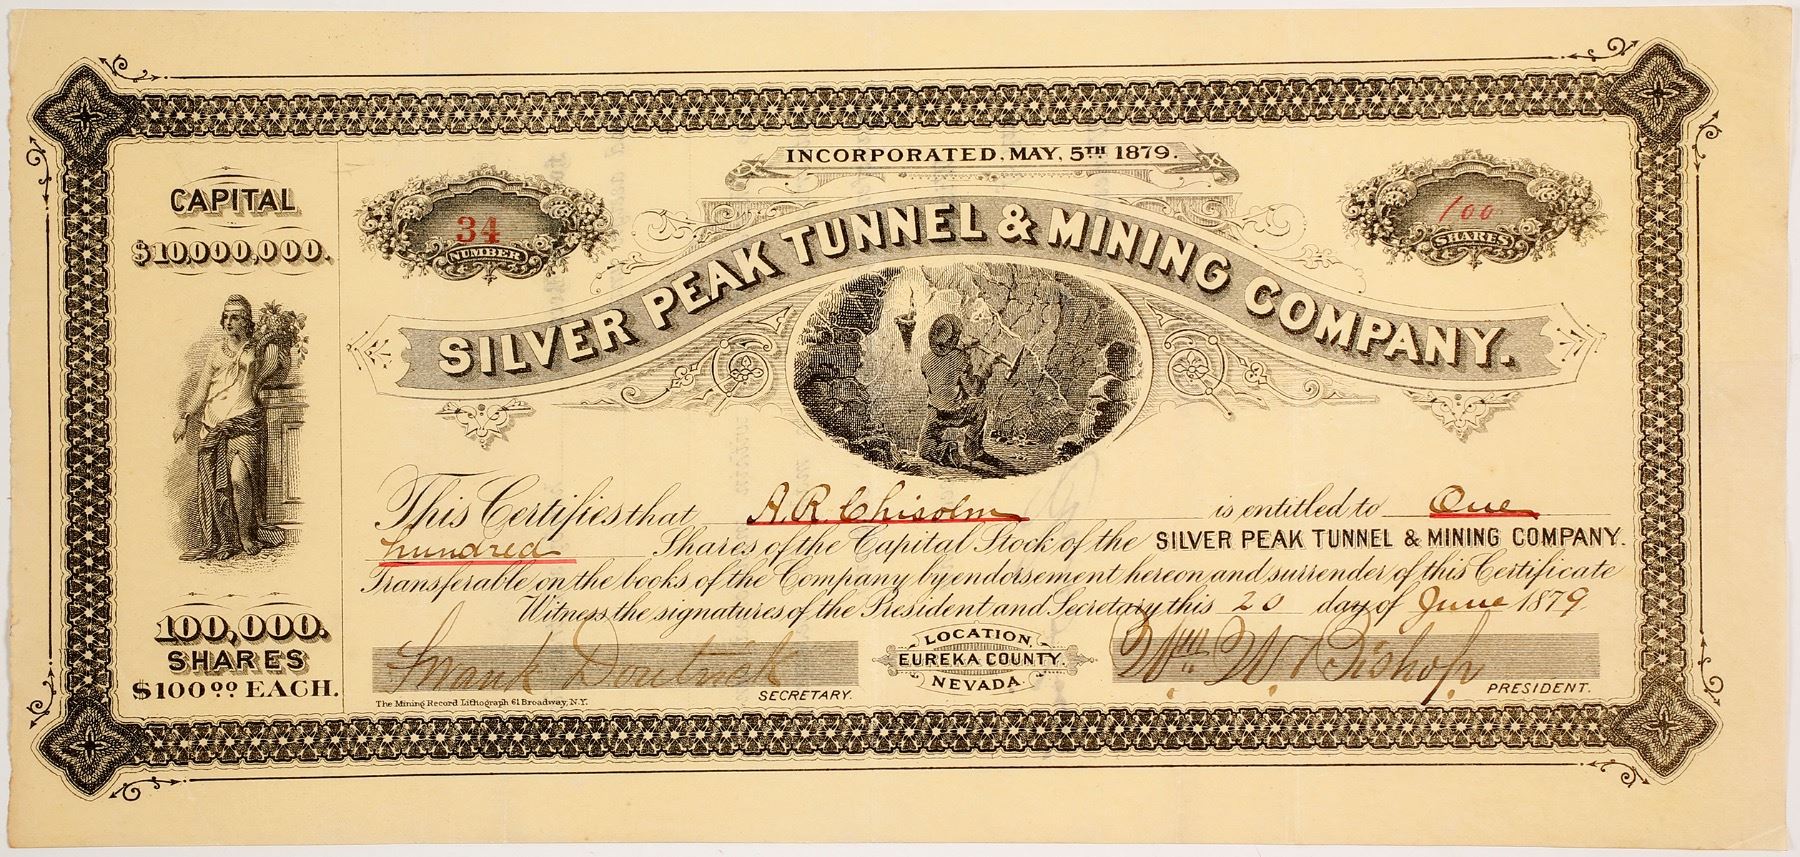 INCORPORATED. MAY, 5TH 1879.
CAPITAL
$10,000,000.
34
NUMBER
100
SHARES
SILVER PEAK TUNNEL & MINING COMPANY.
This Certifies that A. R. Chisolm is entitled to One
hundred Shares of the Capital Stock of the SILVER PEAK TUNNEL & MINING COMPANY.
Transferable on the books of the Company by endorsement hereon and surrender of this Certificate
Witness the signatures of the President and Secretary this 20 day of June 1879.
100,000.
SHARES
$100.00 EACH.
Frank Doutrick
SECRETARY.
LOCATION
EUREKA COUNTY.
NEVADA.
Wm. W. Bishop
PRESIDENT.
The Mining Record Lithograph 61 Broadway, N.Y.